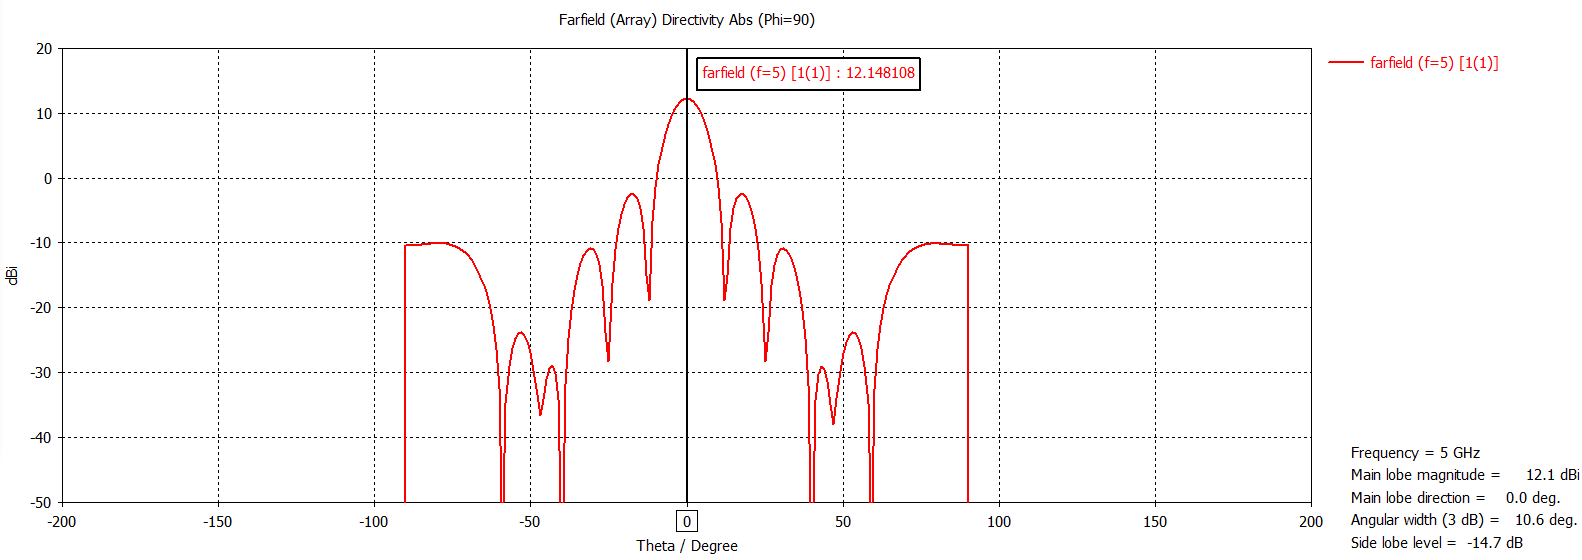 Farfield (Array) Directivity Abs (Phi=90)
farfield (f=5) [1(1)] : 12.148108
farfield (f=5) [1(1)]
20
10
0
-10
-20
-30
-40
-50
dBi
-200
-150
-100
-50
0
50
100
150
200
Theta / Degree
Frequency = 5 GHz
Main lobe magnitude = 12.1 dBi
Main lobe direction = 0.0 deg.
Angular width (3 dB) = 10.6 deg.
Side lobe level = -14.7 dB